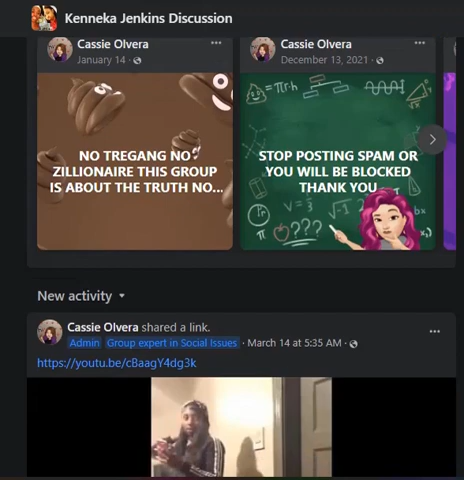 Kenneka Jenkins Discussion
Cassie Olvera
January 14 ·
Cassie Olvera
December 13, 2021 ·
NO TREGANG NO
ZILLIONAIRE THIS GROUP
IS ABOUT THE TRUTH NO...
STOP POSTING SPAM OR
YOU WILL BE BLOCKED
THANK YOU
New activity
Cassie Olvera shared a link.
Admin Group expert in Social Issues · March 14 at 5:35 AM ·
https://youtu.be/cBaagY4dg3k